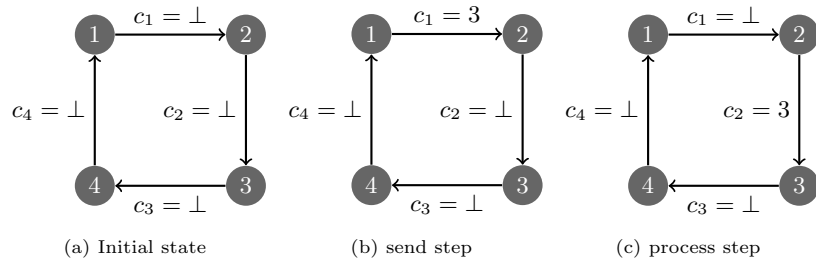 c₁ = ⊥
1 2
c₄ = ⊥ c₂ = ⊥
4 3
c₃ = ⊥
(a) Initial state
c₁ = 3
1 2
c₄ = ⊥ c₂ = ⊥
4 3
c₃ = ⊥
(b) send step
c₁ = ⊥
1 2
c₄ = ⊥ c₂ = 3
4 3
c₃ = ⊥
(c) process step